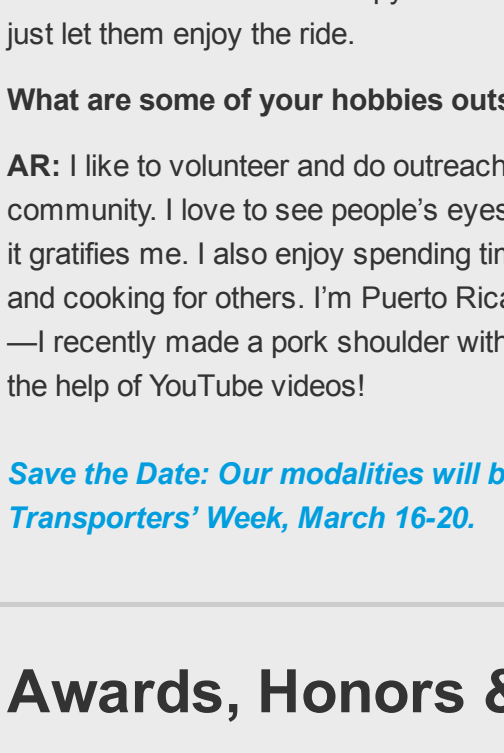 just let them enjoy the ride.
What are some of your hobbies outs
AR: I like to volunteer and do outreach
community. I love to see people’s eyes
it gratifies me. I also enjoy spending tim
and cooking for others. I’m Puerto Rica
—I recently made a pork shoulder with
the help of YouTube videos!
Save the Date: Our modalities will b
Transporters’ Week, March 16-20.
Awards, Honors &